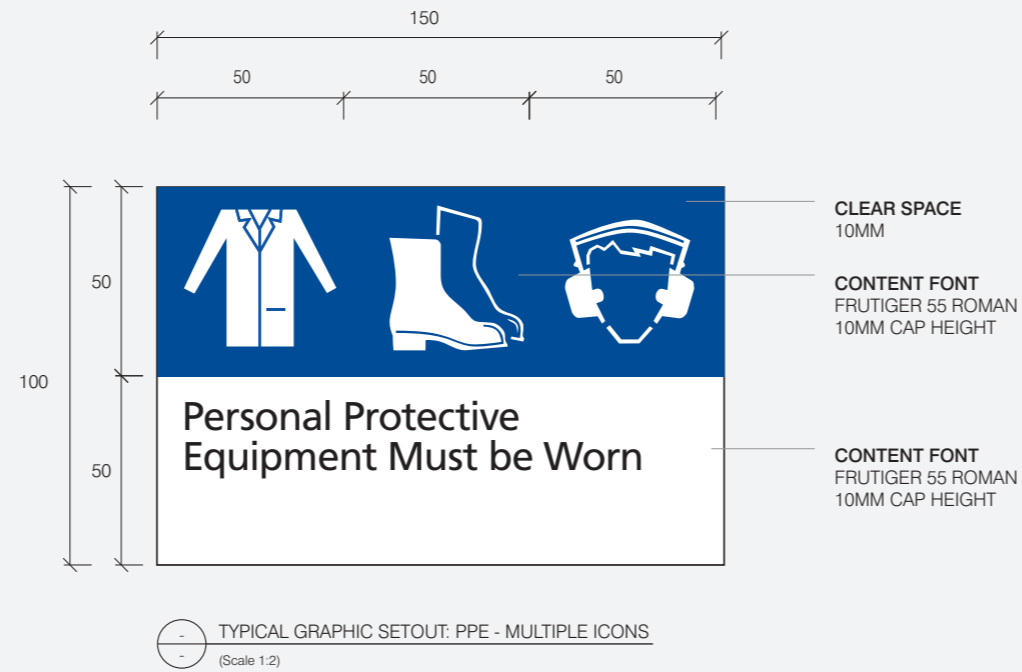 150
50 50 50
CLEAR SPACE
10MM
50
CONTENT FONT
FRUTIGER 55 ROMAN
10MM CAP HEIGHT
100
Personal Protective
Equipment Must be Worn
50
CONTENT FONT
FRUTIGER 55 ROMAN
10MM CAP HEIGHT
-
TYPICAL GRAPHIC SETOUT: PPE - MULTIPLE ICONS
-
(Scale 1:2)